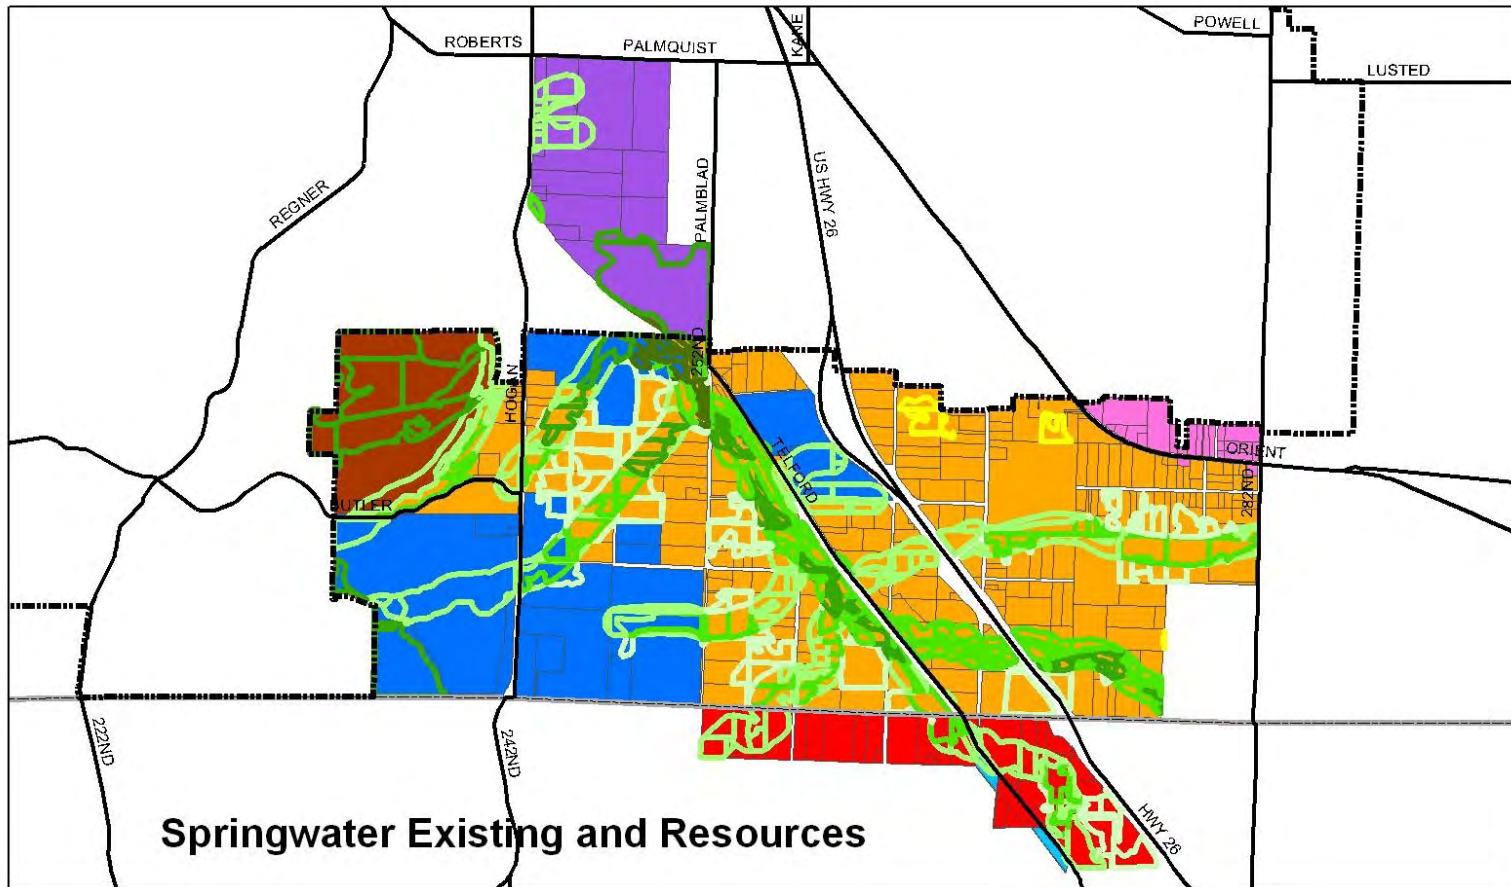 POWELL
ROBERTS
PALMQUIST
KANE
LUSTED
REGNER
PALMBLAD
US HWY 26
252ND
HOGAN
TELFORD
ORIENT
282ND
BUTLER
222ND
242ND
HWY 26
Springwater Existing and Resources